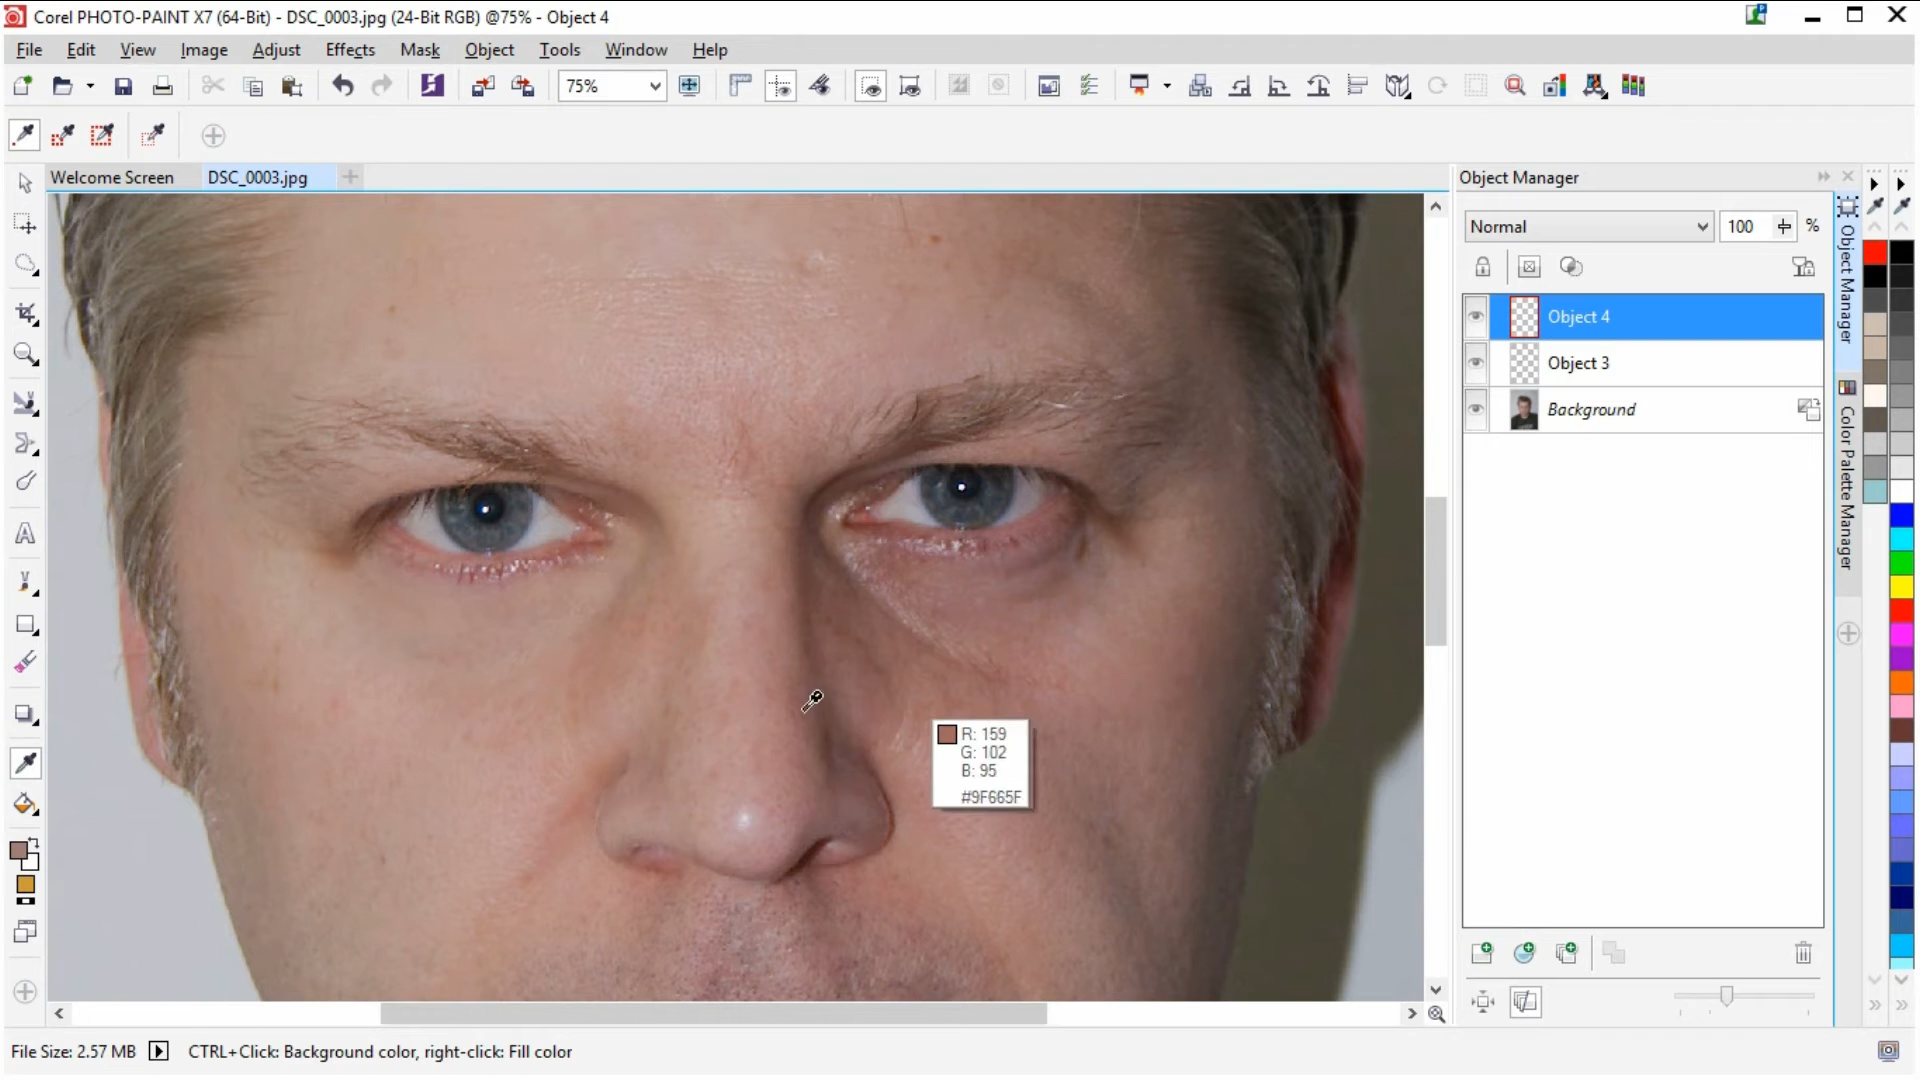 Corel PHOTO-PAINT X7 (64-Bit) - DSC_0003.jpg (24-Bit RGB) @75% - Object 4
File Edit View Image Adjust Effects Mask Object Tools Window Help
75%
Welcome Screen DSC_0003.jpg
Object Manager
Normal 100 %
Object 4
Object 3
Background
Object Manager
Color Palette Manager
R: 159
G: 102
B: 95
#9F665F
File Size: 2.57 MB CTRL+Click: Background color, right-click: Fill color